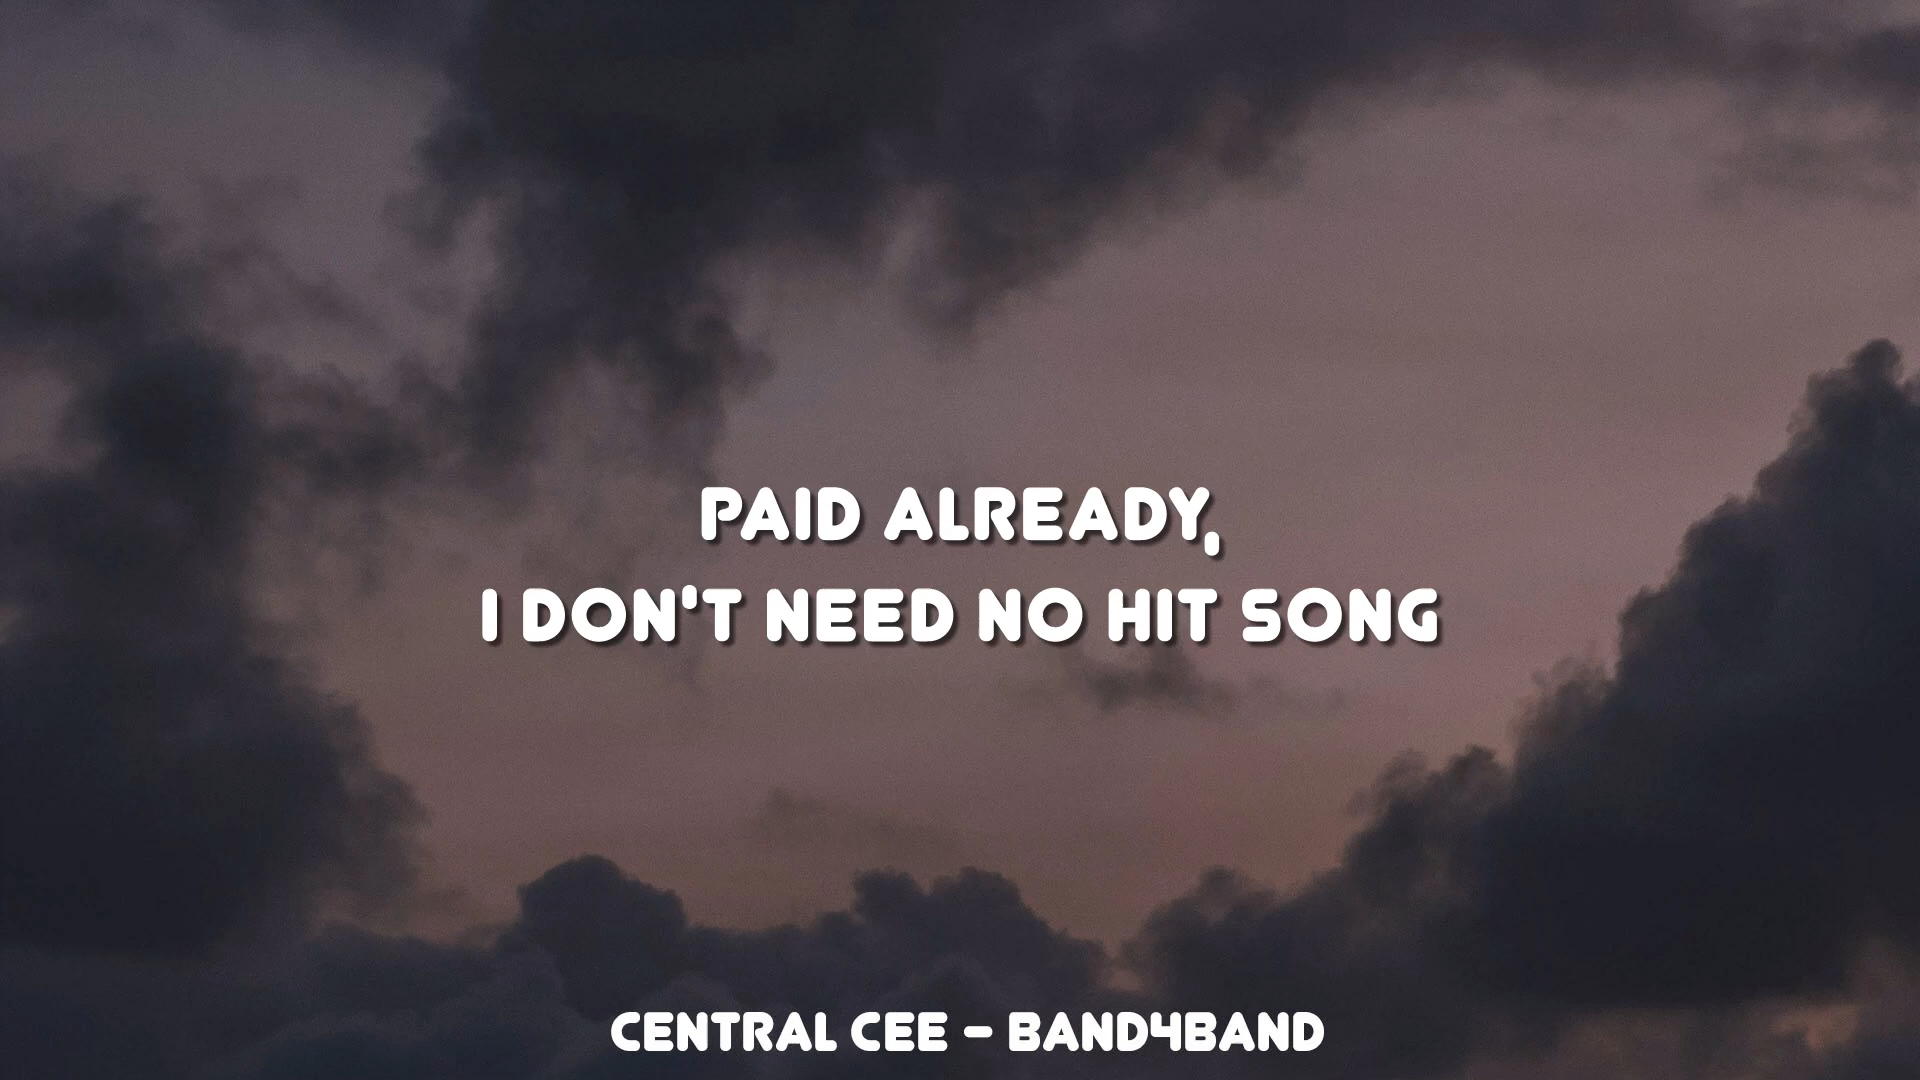 PAID ALREADY,
I DON'T NEED NO HIT SONG
CENTRAL CEE - BAND4BAND